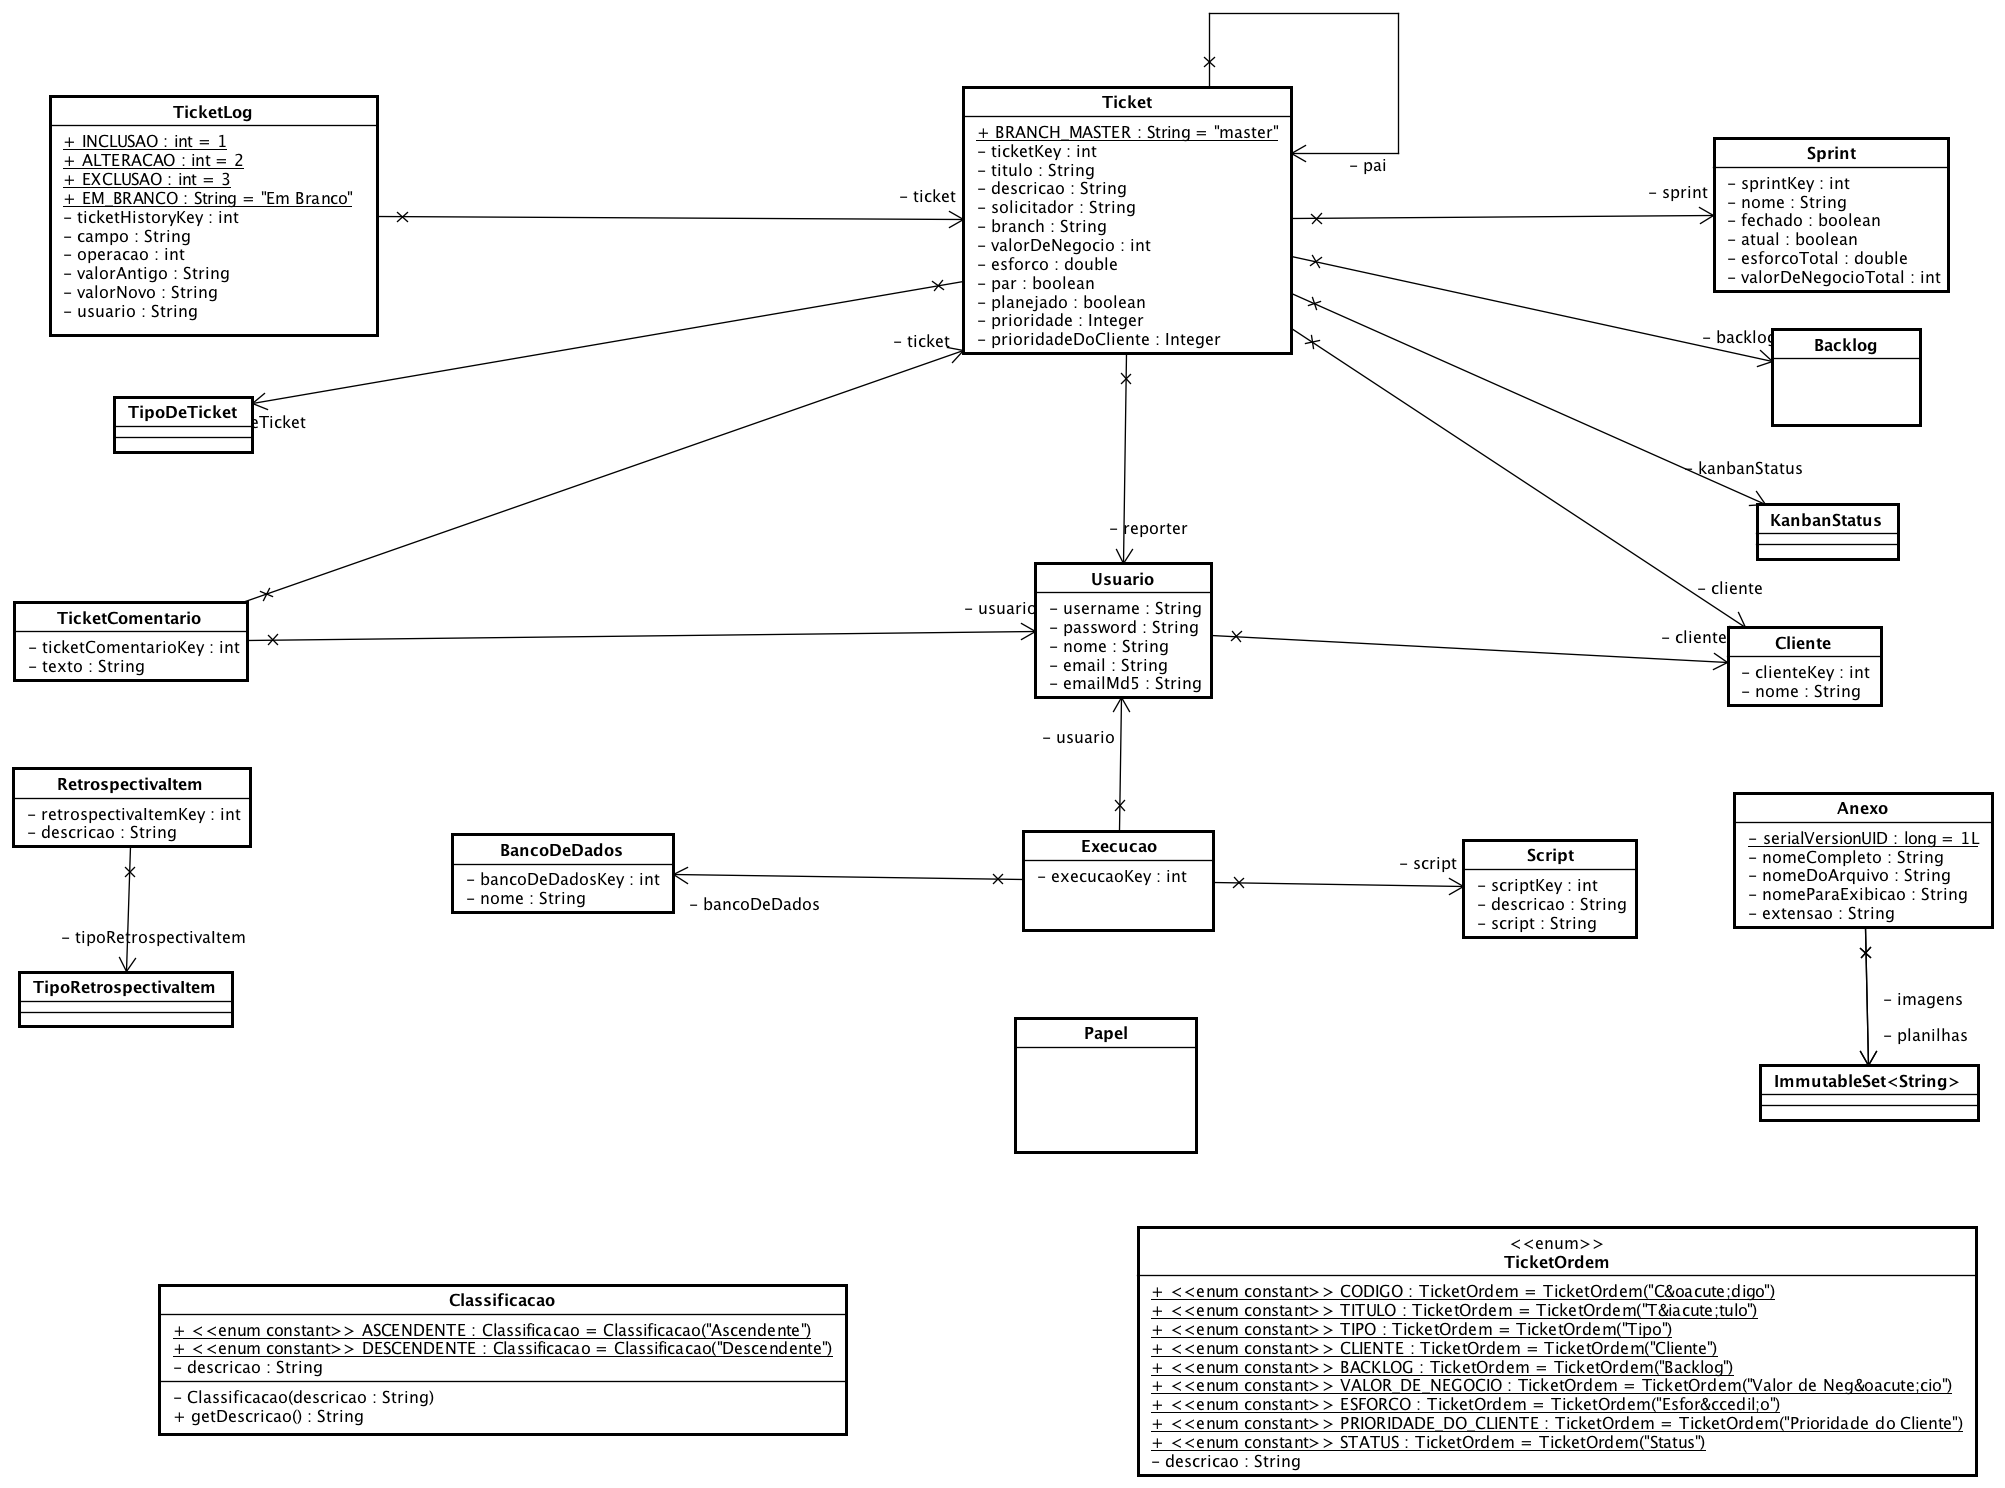 TicketLog
+ INCLUSAO : int = 1
+ ALTERACAO : int = 2
+ EXCLUSAO : int = 3
+ EM_BRANCO : String = "Em Branco"
– ticketHistoryKey : int
– campo : String
– operacao : int
– valorAntigo : String
– valorNovo : String
– usuario : String
– ticket
Ticket
+ BRANCH_MASTER : String = "master"
– ticketKey : int
– titulo : String
– descricao : String
– solicitador : String
– branch : String
– valorDeNegocio : int
– esforco : double
– par : boolean
– planejado : boolean
– prioridade : Integer
– prioridadeDoCliente : Integer
– pai
– sprint
Sprint
– sprintKey : int
– nome : String
– fechado : boolean
– atual : boolean
– esforcoTotal : double
– valorDeNegocioTotal : int
– backlog
Backlog
– ticket
TipoDeTicket
eTicket
– kanbanStatus
KanbanStatus
– reporter
– cliente
TicketComentario
– ticketComentarioKey : int
– texto : String
– usuario
Usuario
– username : String
– password : String
– nome : String
– email : String
– emailMd5 : String
– cliente
Cliente
– clienteKey : int
– nome : String
– usuario
RetrospectivaItem
– retrospectivaItemKey : int
– descricao : String
– tipoRetrospectivaItem
TipoRetrospectivaItem
BancoDeDados
– bancoDeDadosKey : int
– nome : String
– bancoDeDados
Execucao
– execucaoKey : int
– script
Script
– scriptKey : int
– descricao : String
– script : String
Anexo
– serialVersionUID : long = 1L
– nomeCompleto : String
– nomeDoArquivo : String
– nomeParaExibicao : String
– extensao : String
– imagens
– planilhas
ImmutableSet<String>
Papel
Classificacao
+ <<enum constant>> ASCENDENTE : Classificacao = Classificacao("Ascendente")
+ <<enum constant>> DESCENDENTE : Classificacao = Classificacao("Descendente")
– descricao : String
– Classificacao(descricao : String)
+ getDescricao() : String
<<enum>>
TicketOrdem
+ <<enum constant>> CODIGO : TicketOrdem = TicketOrdem("C&oacute;digo")
+ <<enum constant>> TITULO : TicketOrdem = TicketOrdem("T&iacute;tulo")
+ <<enum constant>> TIPO : TicketOrdem = TicketOrdem("Tipo")
+ <<enum constant>> CLIENTE : TicketOrdem = TicketOrdem("Cliente")
+ <<enum constant>> BACKLOG : TicketOrdem = TicketOrdem("Backlog")
+ <<enum constant>> VALOR_DE_NEGOCIO : TicketOrdem = TicketOrdem("Valor de Neg&oacute;cio")
+ <<enum constant>> ESFORCO : TicketOrdem = TicketOrdem("Esfor&ccedil;o")
+ <<enum constant>> PRIORIDADE_DO_CLIENTE : TicketOrdem = TicketOrdem("Prioridade do Cliente")
+ <<enum constant>> STATUS : TicketOrdem = TicketOrdem("Status")
– descricao : String